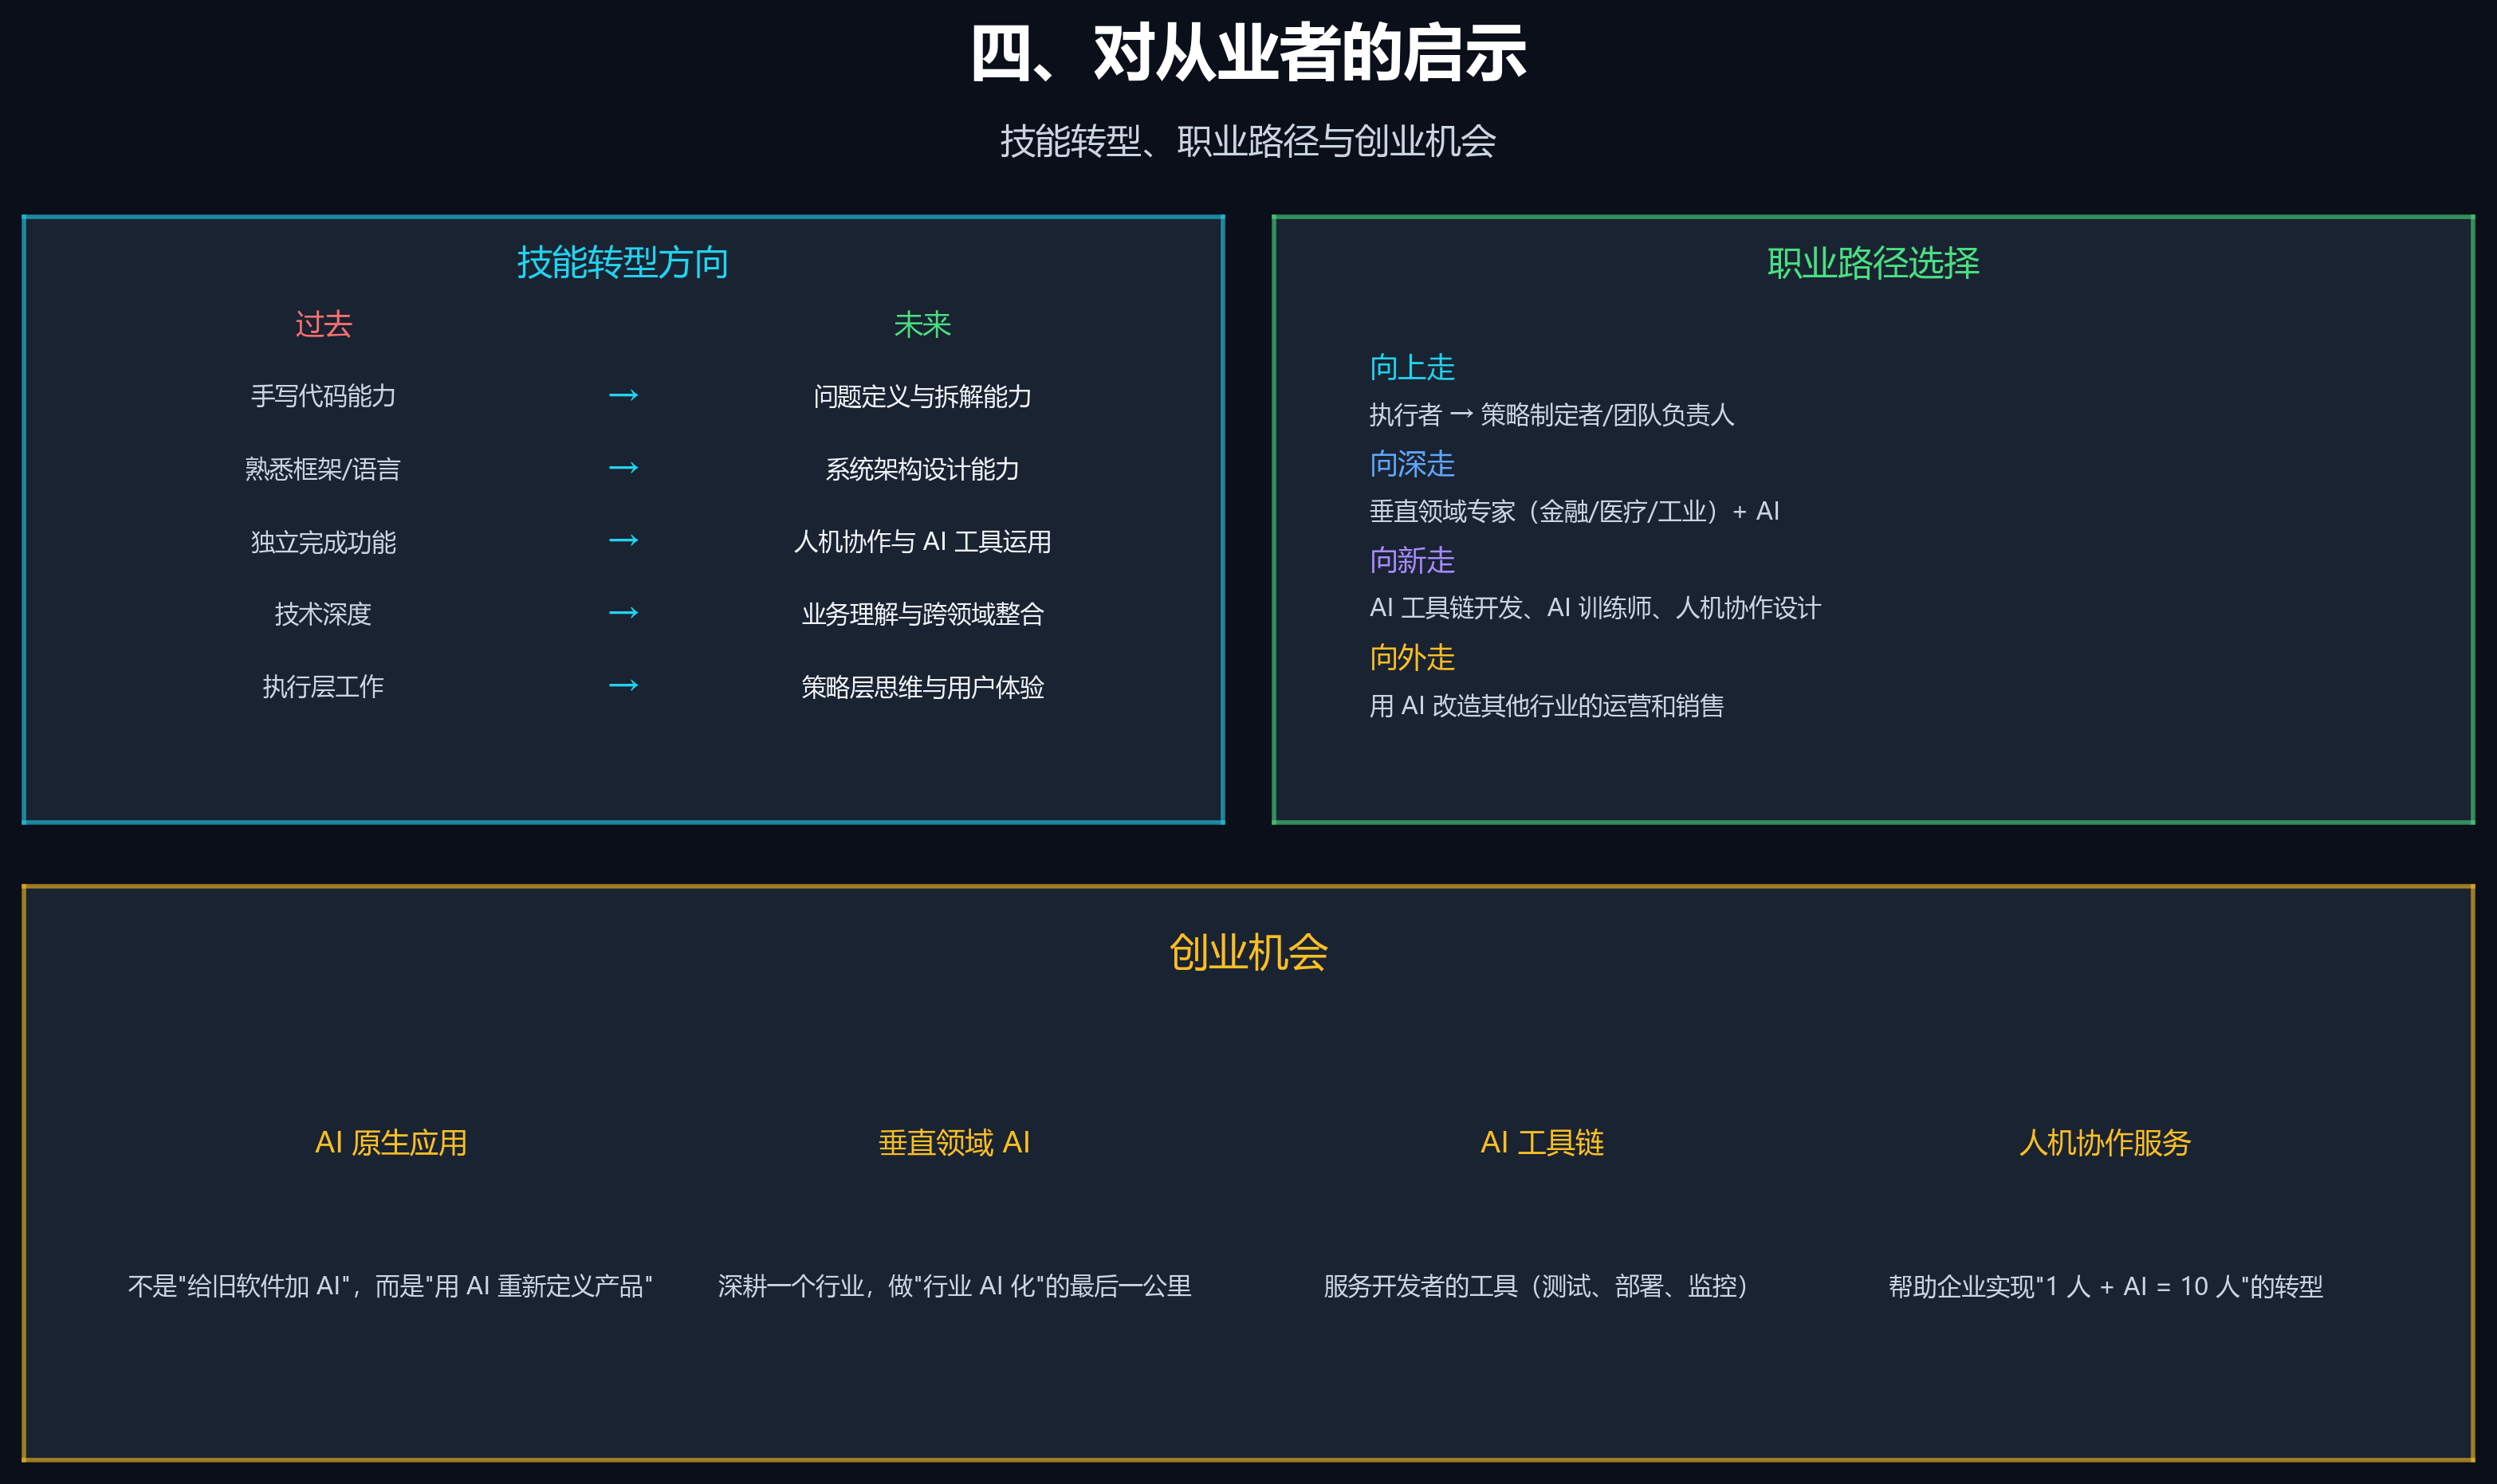 四、对从业者的启示
技能转型、职业路径与创业机会
技能转型方向
过去 未来
手写代码能力 → 问题定义与拆解能力
熟悉框架/语言 → 系统架构设计能力
独立完成功能 → 人机协作与 AI 工具运用
技术深度 → 业务理解与跨领域整合
执行层工作 → 策略层思维与用户体验
职业路径选择
向上走
执行者 → 策略制定者/团队负责人
向深走
垂直领域专家（金融/医疗/工业）+ AI
向新走
AI 工具链开发、AI 训练师、人机协作设计
向外走
用 AI 改造其他行业的运营和销售
创业机会
AI 原生应用
不是"给旧软件加 AI"，而是"用 AI 重新定义产品"
垂直领域 AI
深耕一个行业，做"行业 AI 化"的最后一公里
AI 工具链
服务开发者的工具（测试、部署、监控）
人机协作服务
帮助企业实现"1 人 + AI = 10 人"的转型